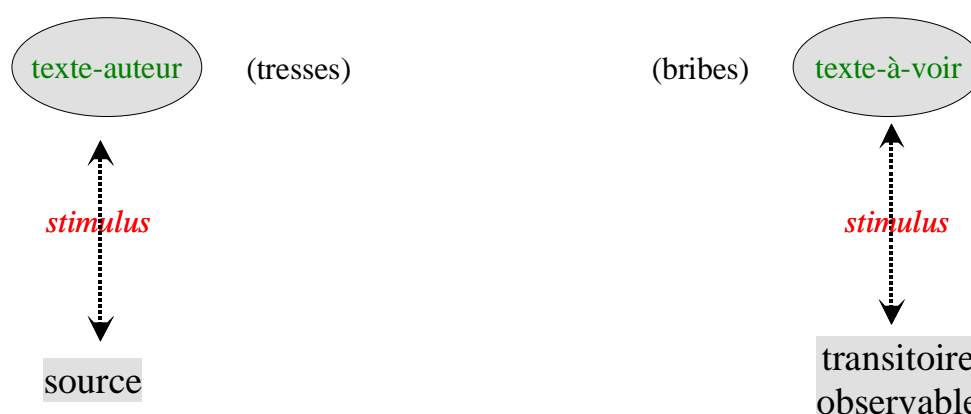 texte-auteur (tresses) (bribes) texte-à-voir
stimulus stimulus
source transitoire
observable